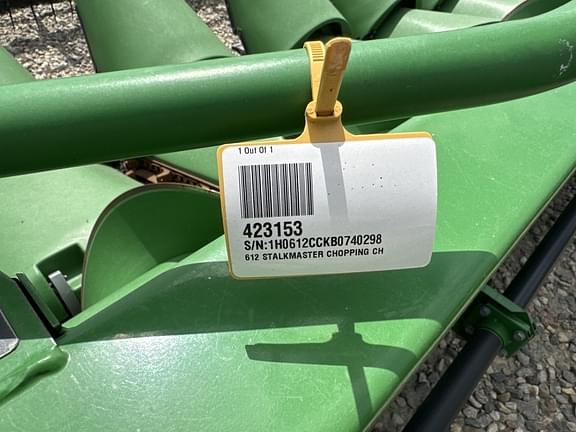 1 Out Of 1
423153
S/N:1H0612CCKB0740298
612 STALKMASTER CHOPPING CH